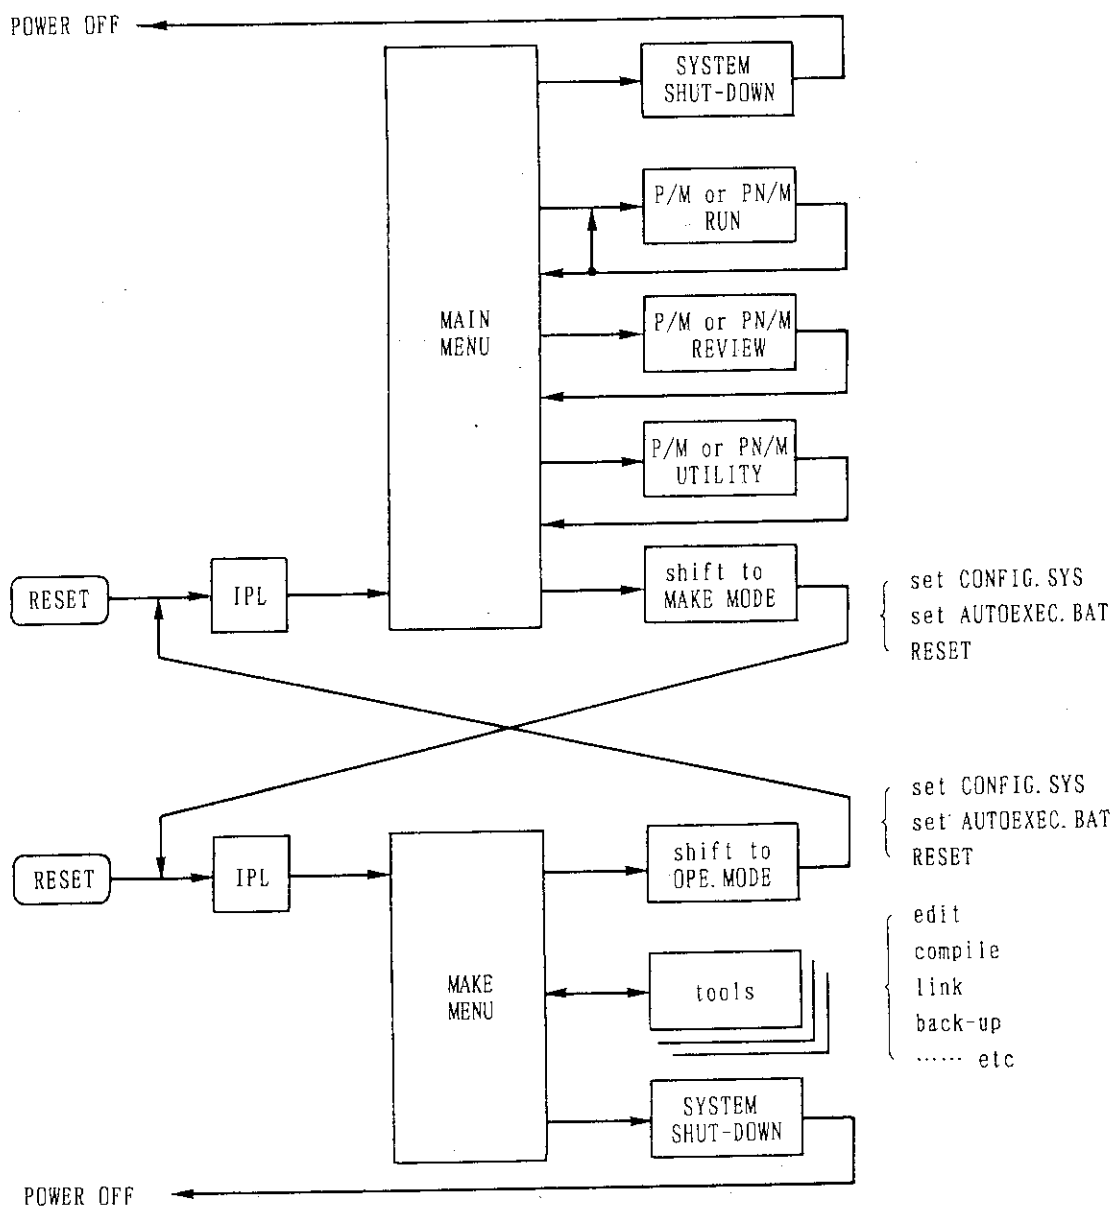 POWER OFF
SYSTEM
SHUT-DOWN
P/M or PN/M
RUN
MAIN
MENU
P/M or PN/M
REVIEW
P/M or PN/M
UTILITY
RESET
IPL
shift to
MAKE MODE
set CONFIG.SYS
set AUTOEXEC.BAT
RESET
set CONFIG.SYS
set AUTOEXEC.BAT
RESET
RESET
IPL
shift to
OPE.MODE
MAKE
MENU
tools
edit
compile
link
back-up
...... etc
SYSTEM
SHUT-DOWN
POWER OFF